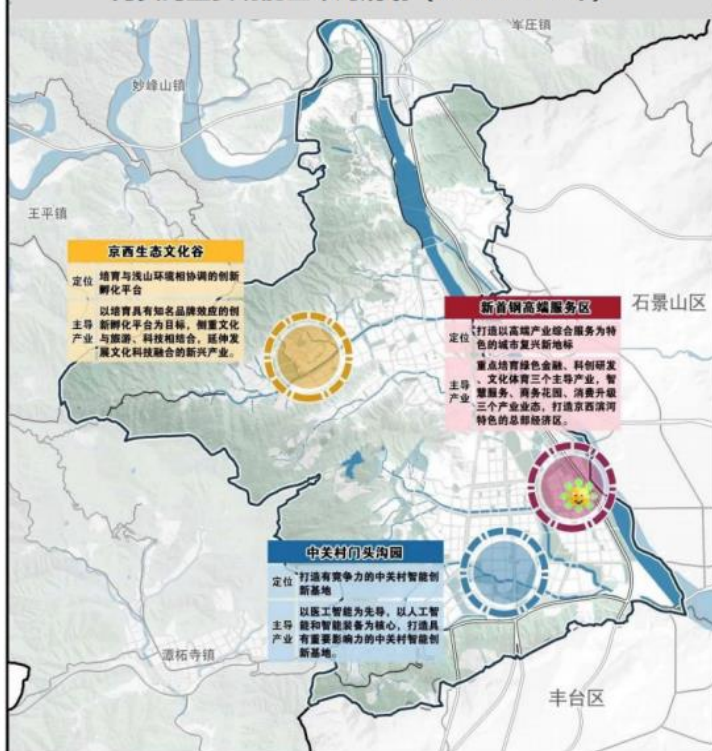 军庄镇
妙峰山镇
王平镇
京西生态文化谷
定位
培育与浅山环境相协调的创新
孵化平台
主导
产业
以培育具有知名品牌效应的创
新孵化平台为目标，侧重文化
与旅游、科技相结合，延伸发
展文化科技融合的新兴产业。
石景山区
新首钢高端服务区
定位
打造以高端产业综合服务为特
色的城市复兴新地标
主导
产业
重点培育绿色金融、科创研发
、文化体育三个主导产业，智
慧服务、商务花园、消费升级
三个产业业态，打造京西滨河
特色的总部经济区。
中关村门头沟园
定位
打造有竞争力的中关村智能创
新基地
主导
产业
以医工智能为先导，以人工智
能和智能装备为核心，打造具
有重要影响力的中关村智能创
新基地。
潭柘寺镇
丰台区